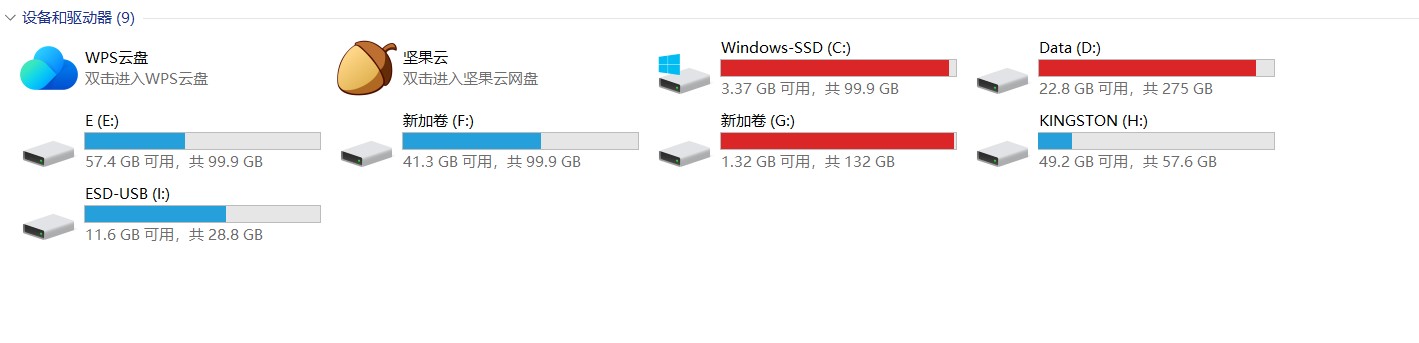 设备和驱动器 (9)
WPS云盘
双击进入WPS云盘
坚果云
双击进入坚果云网盘
Windows-SSD (C:)
3.37 GB 可用，共 99.9 GB
Data (D:)
22.8 GB 可用，共 275 GB
E (E:)
57.4 GB 可用，共 99.9 GB
新加卷 (F:)
41.3 GB 可用，共 99.9 GB
新加卷 (G:)
1.32 GB 可用，共 132 GB
KINGSTON (H:)
49.2 GB 可用，共 57.6 GB
ESD-USB (I:)
11.6 GB 可用，共 28.8 GB